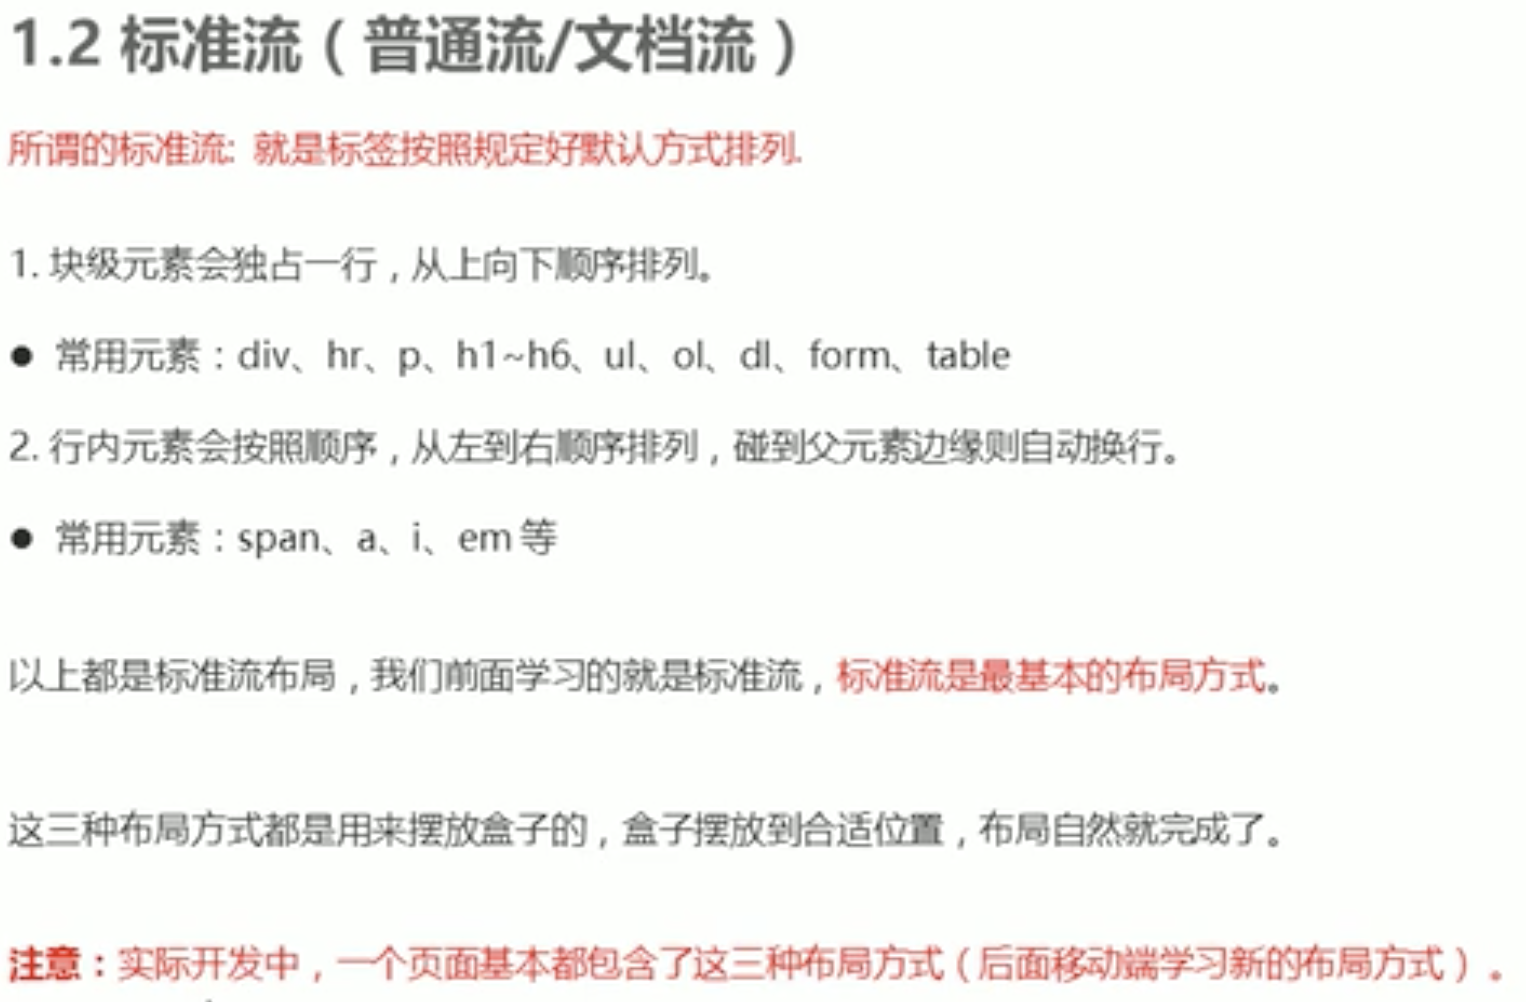 1.2 标准流（普通流/文档流）
所谓的标准流: 就是标签按照规定好默认方式排列.
1. 块级元素会独占一行，从上向下顺序排列。
● 常用元素：div、hr、p、h1~h6、ul、ol、dl、form、table
2. 行内元素会按照顺序，从左到右顺序排列，碰到父元素边缘则自动换行。
● 常用元素：span、a、i、em 等
以上都是标准流布局，我们前面学习的就是标准流，标准流是最基本的布局方式。
这三种布局方式都是用来摆放盒子的，盒子摆放到合适位置，布局自然就完成了。
注意：实际开发中，一个页面基本都包含了这三种布局方式（后面移动端学习新的布局方式）。